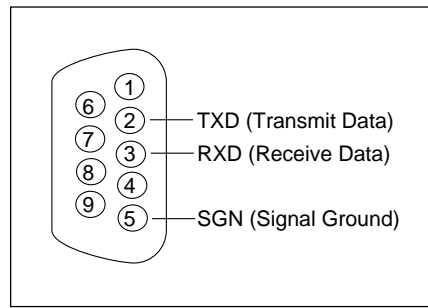 1
6
2 TXD (Transmit Data)
7
3 RXD (Receive Data)
8
4
9
5 SGN (Signal Ground)